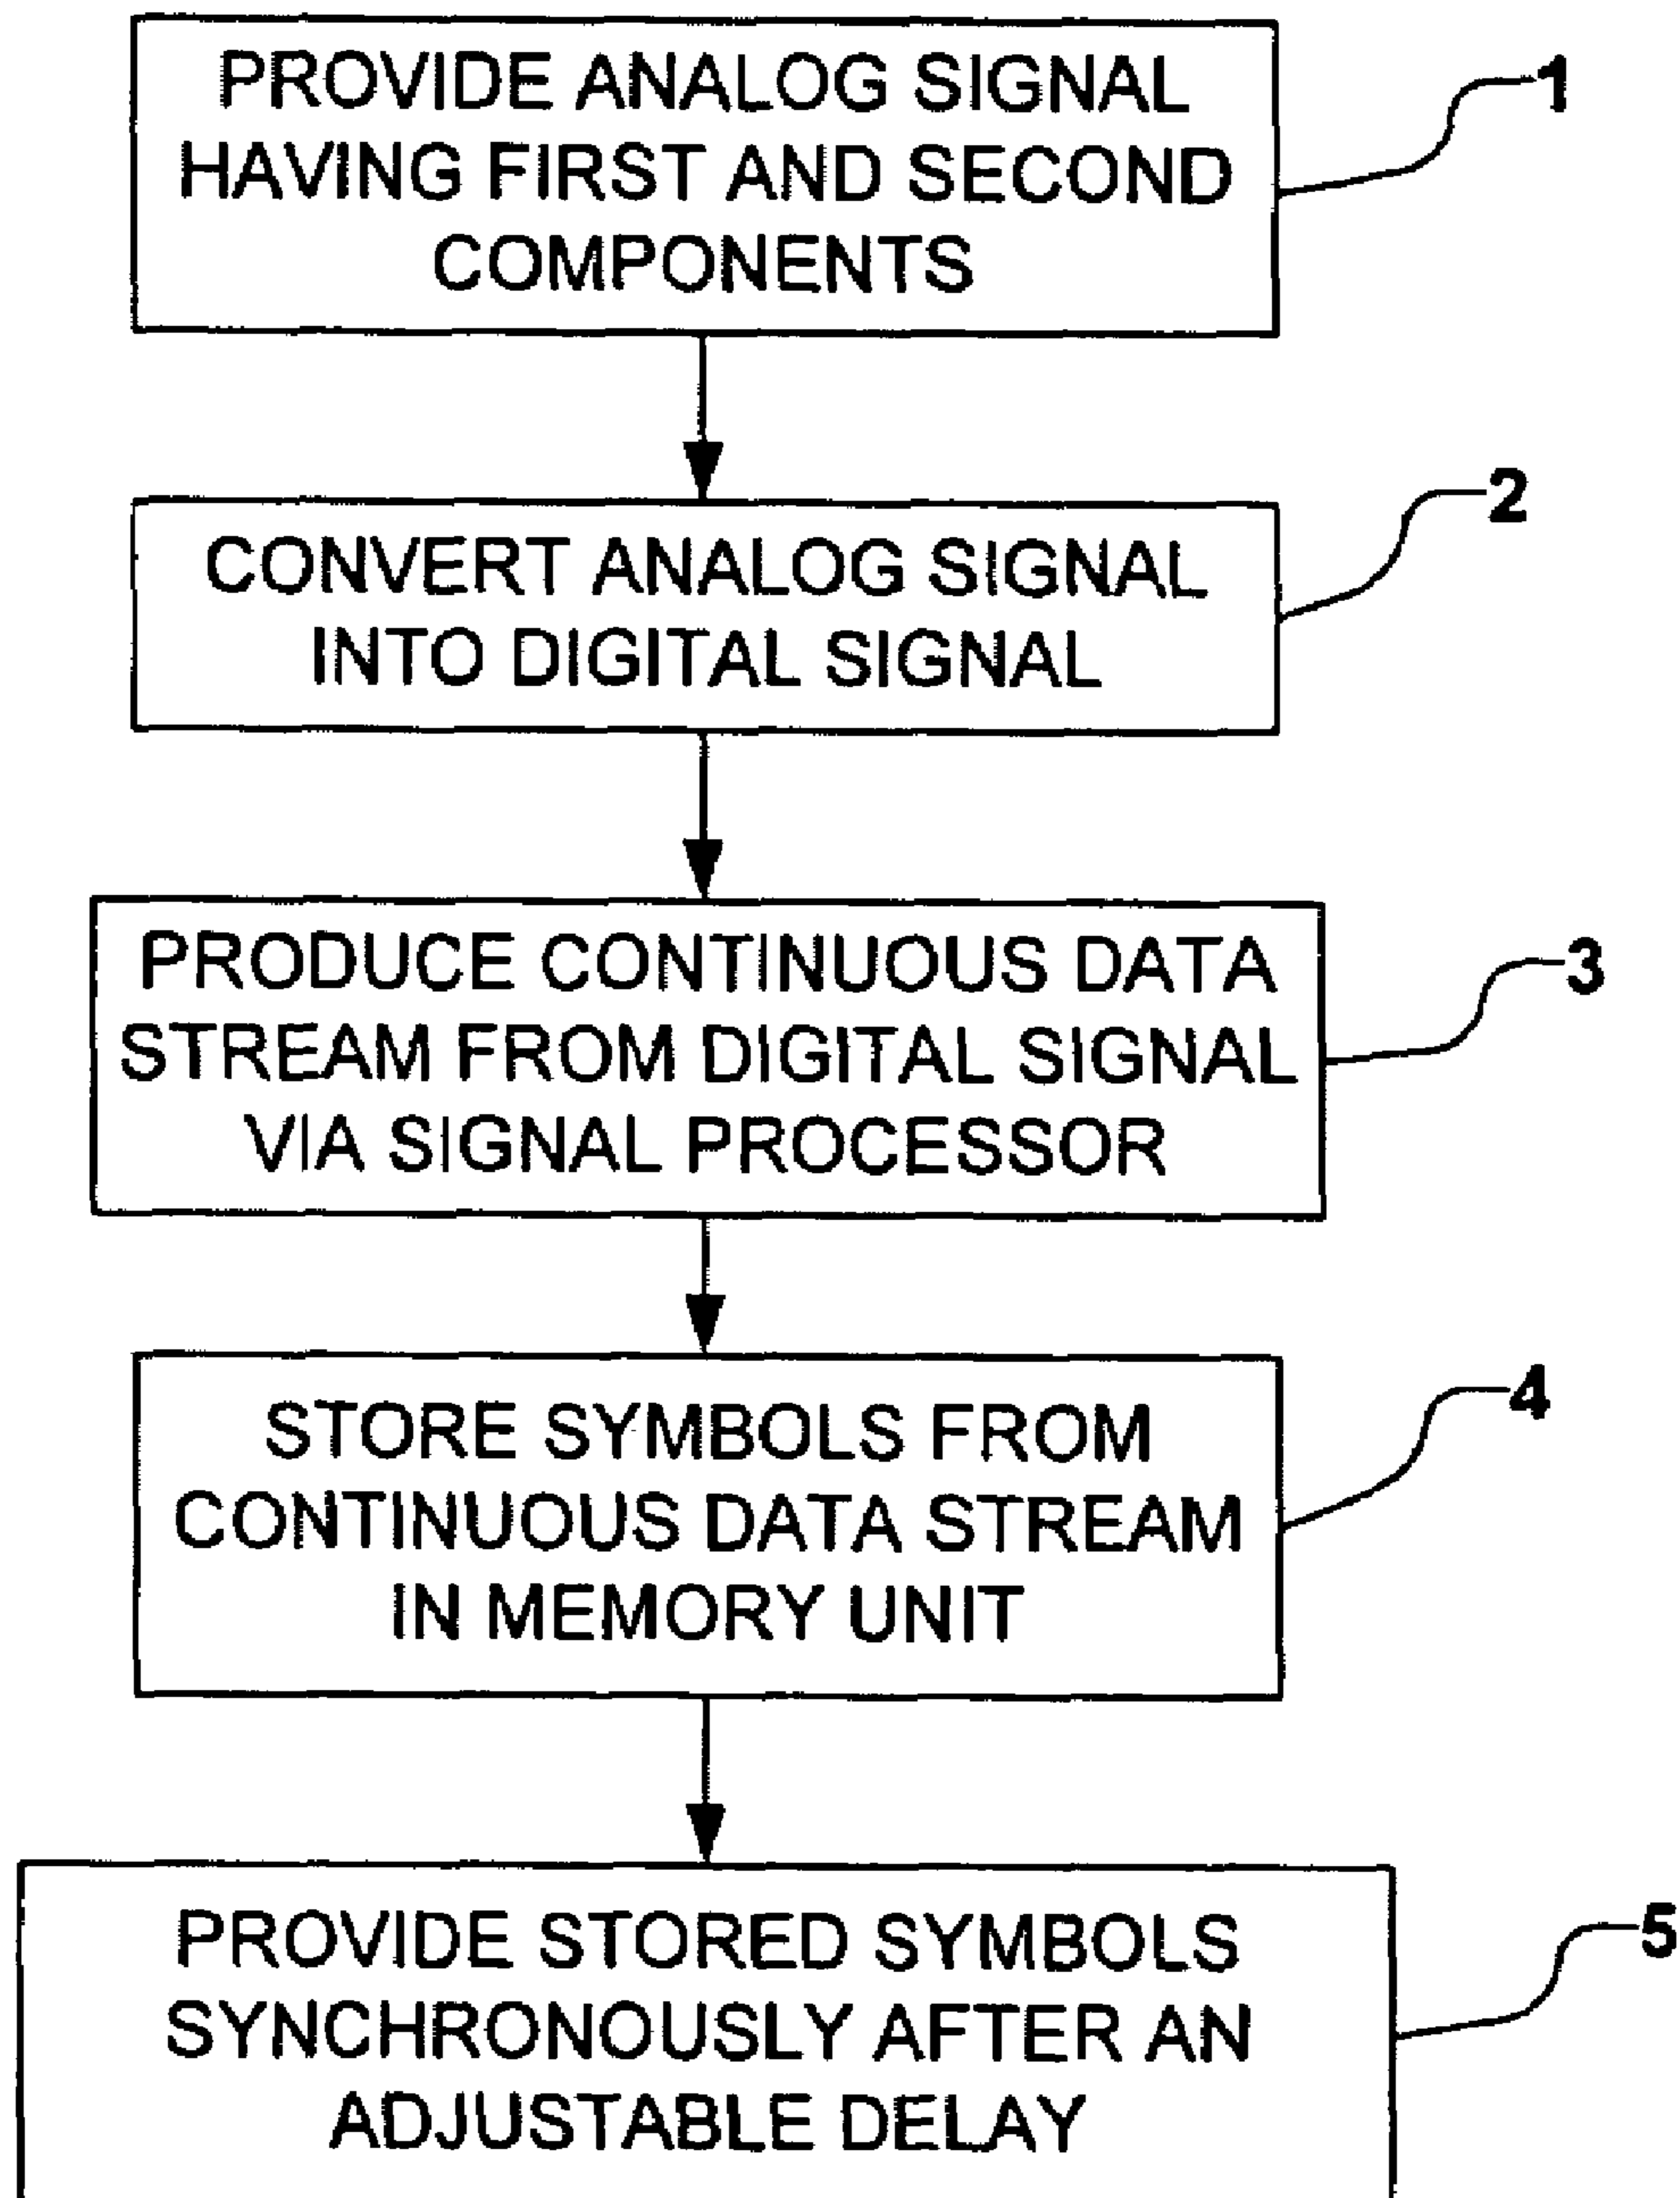 PROVIDE ANALOG SIGNAL
HAVING FIRST AND SECOND
COMPONENTS
1
CONVERT ANALOG SIGNAL
INTO DIGITAL SIGNAL
2
PRODUCE CONTINUOUS DATA
STREAM FROM DIGITAL SIGNAL
VIA SIGNAL PROCESSOR
3
STORE SYMBOLS FROM
CONTINUOUS DATA STREAM
IN MEMORY UNIT
4
PROVIDE STORED SYMBOLS
SYNCHRONOUSLY AFTER AN
ADJUSTABLE DELAY
5